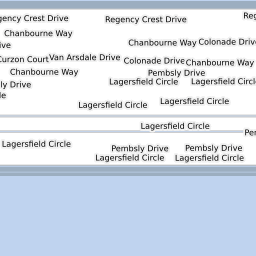 gency Crest Drive
Regency Crest Drive
Reg
Chanbourne Way
ive
Chanbourne Way
Colonade Drive
Curzon Court
Van Arsdale Drive
Colonade Drive
Chanbourne Way
Chanbourne Way
Pembsly Drive
ly Drive
Lagersfield Circle
Lagersfield Circle
le
Lagersfield Circle
Lagersfield Circle
Lagersfield Circle
Pem
Lagersfield Circle
Pembsly Drive
Pembsly Drive
Lagersfield Circle
Lagersfield Circle